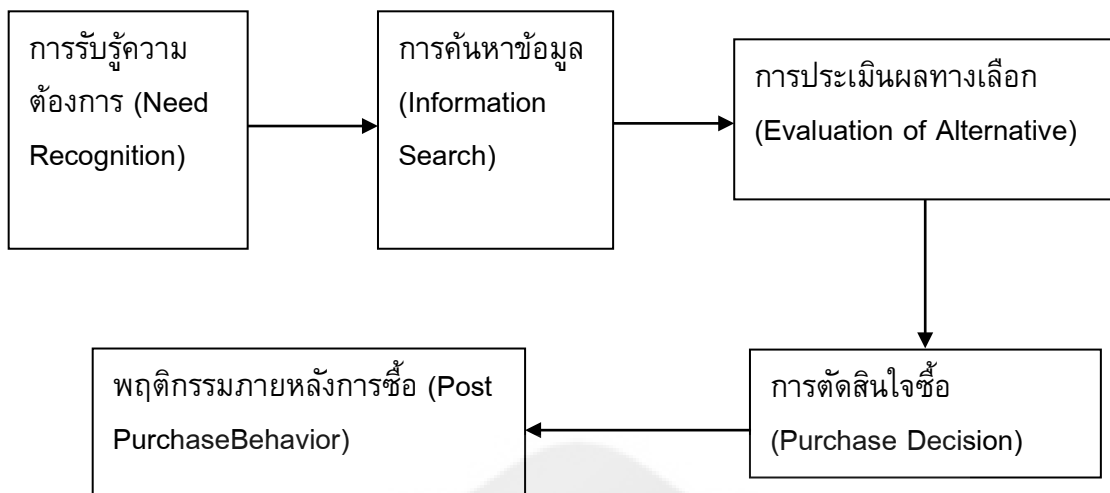 การรับรู้ความ
ต้องการ (Need
Recognition)
การค้นหาข้อมูล
(Information
Search)
การประเมินผลทางเลือก
(Evaluation of Alternative)
การตัดสินใจซื้อ
(Purchase Decision)
พฤติกรรมภายหลังการซื้อ (Post
PurchaseBehavior)